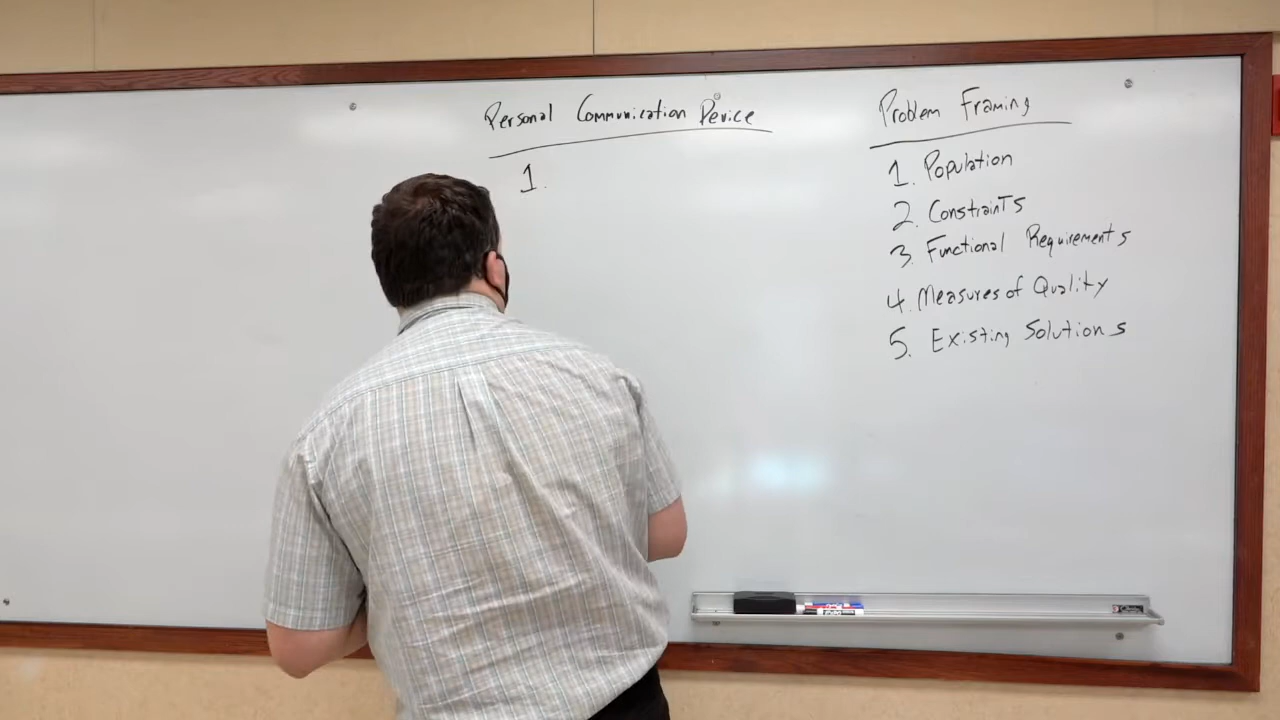 Personal Communication Device
1.
Problem Framing
1. Population
2. Constraints
3. Functional Requirements
4. Measures of Quality
5. Existing Solutions